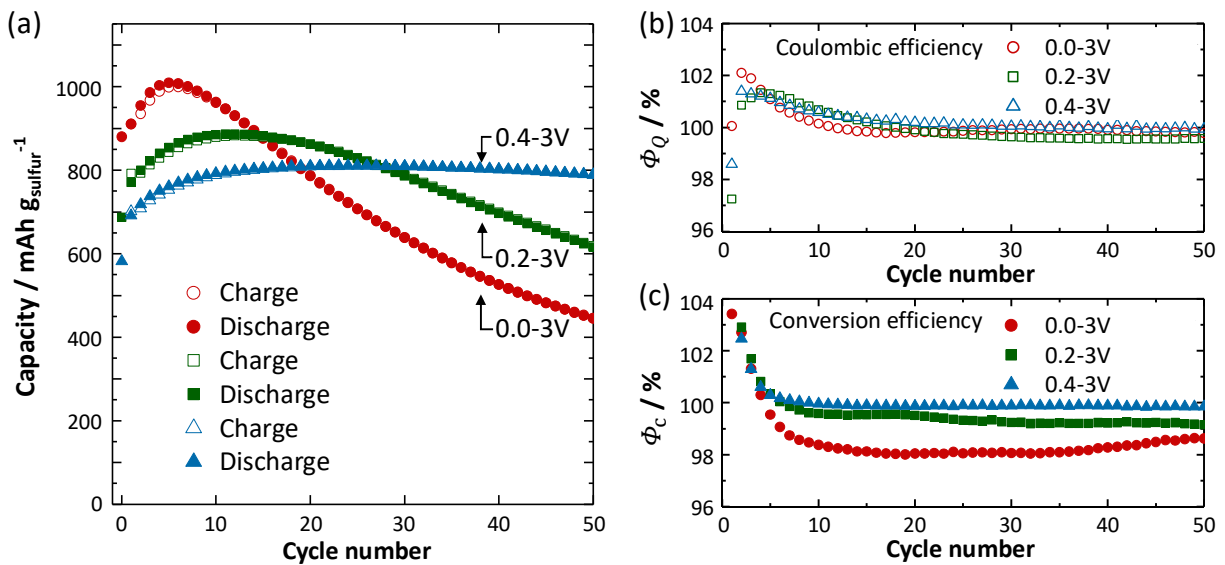 (a)
Capacity / mAh g_sulfur^-1
1000
800
600
400
800
200
0
0
10
20
30
40
50
Cycle number
0.4-3V
0.2-3V
0.0-3V
Charge
Discharge
Charge
Discharge
Charge
Discharge
(b)
Φ_Q / %
104
102
100
98
96
10
20
30
40
50
Cycle number
Coulombic efficiency
0.0-3V
0.2-3V
0.4-3V
(c)
Φ_c / %
104
102
100
98
96
10
20
30
40
50
Cycle number
Conversion efficiency
0.0-3V
0.2-3V
0.4-3V